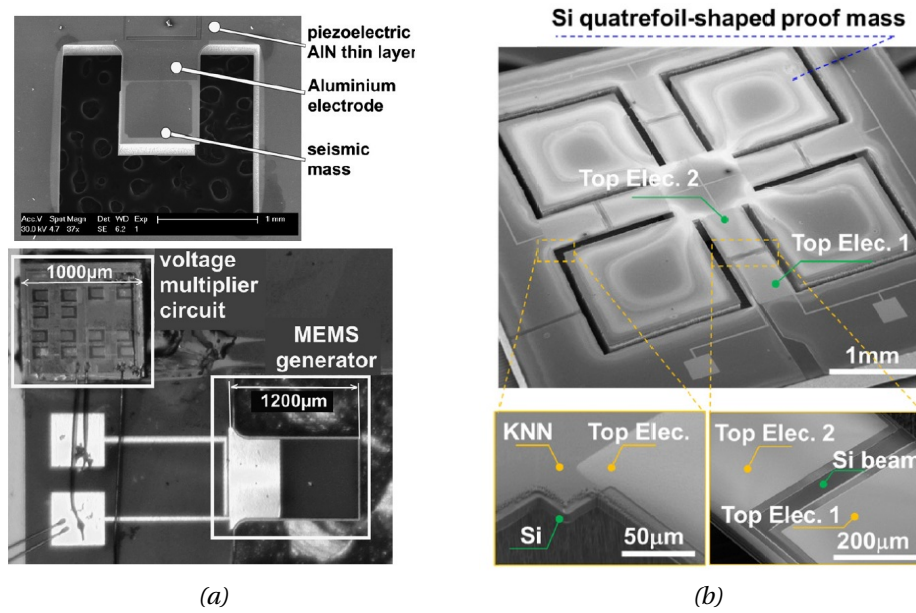 piezoelectric
AlN thin layer
Aluminium
electrode
seismic
mass
Acc.V Spot Magn Det WD Exp
30.0 kV 4.7 37x SE 6.2 1
1 mm
1000µm
voltage
multiplier
circuit
MEMS
generator
1200µm
(a)
Si quatrefoil-shaped proof mass
Top Elec. 2
Top Elec. 1
1mm
KNN
Top Elec.
Si
50µm
Top Elec. 2
Si beam
Top Elec. 1
200µm
(b)